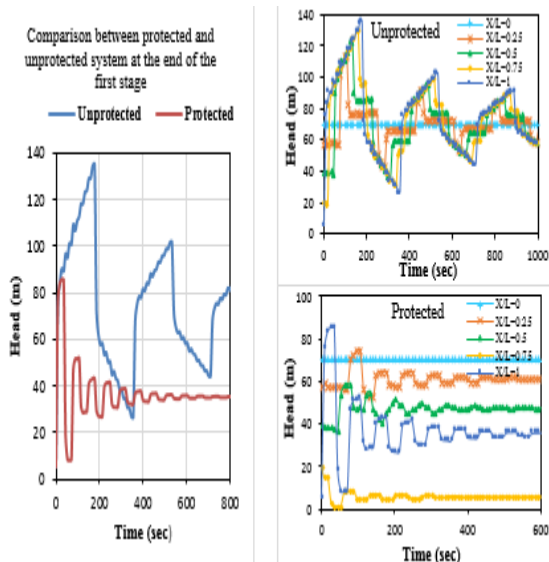 Comparison between protected and
unprotected system at the end of the
first stage
Unprotected Protected
Head (m)
140
120
100
80
60
40
20
0
0 200 400 600 800
Time (sec)
Unprotected
X/L=0
X/L=0.25
X/L=0.5
X/L=0.75
X/L=1
Head (m)
140
120
100
80
60
40
20
0
0 200 400 600 800 1000
Time (sec)
Protected
X/L=0
X/L=0.25
X/L=0.5
X/L=0.75
X/L=1
Head (m)
100
80
60
40
20
0
0 200 400 600
Time (sec)